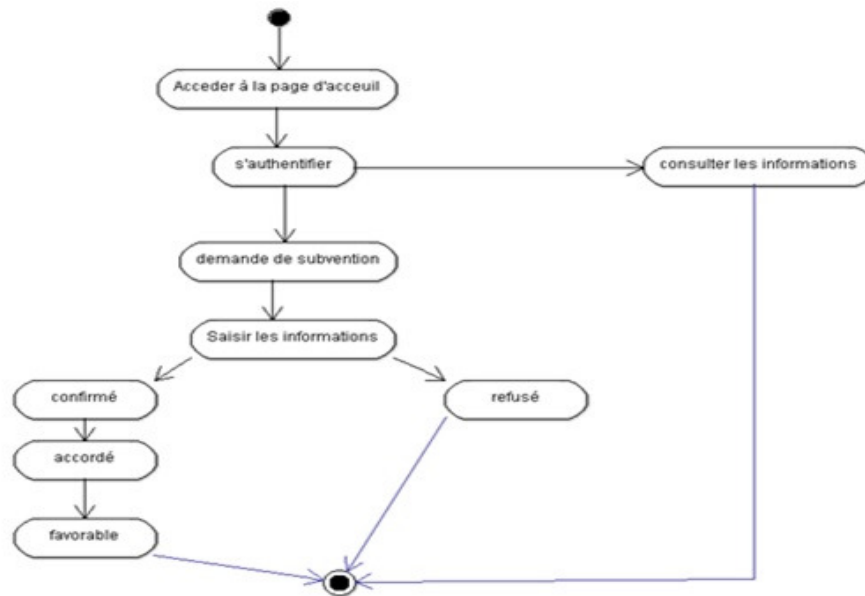 Acceder à la page d'acceuil
s'authentifier
consulter les informations
demande de subvention
Saisir les informations
confirmé
refusé
accordé
favorable